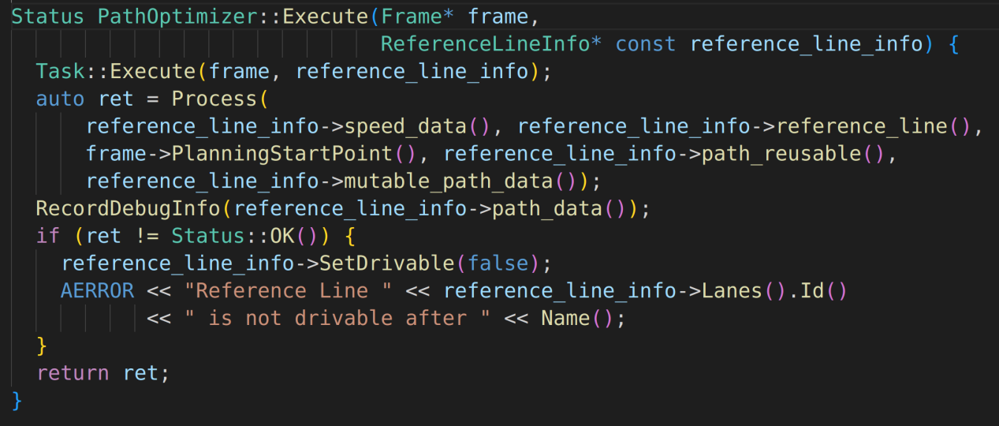 Status PathOptimizer::Execute(Frame* frame,
                              ReferenceLineInfo* const reference_line_info) {
  Task::Execute(frame, reference_line_info);
  auto ret = Process(
      reference_line_info->speed_data(), reference_line_info->reference_line(),
      frame->PlanningStartPoint(), reference_line_info->path_reusable(),
      reference_line_info->mutable_path_data());
  RecordDebugInfo(reference_line_info->path_data());
  if (ret != Status::OK()) {
    reference_line_info->SetDrivable(false);
    AERROR << "Reference Line " << reference_line_info->Lanes().Id()
           << " is not drivable after " << Name();
  }
  return ret;
}